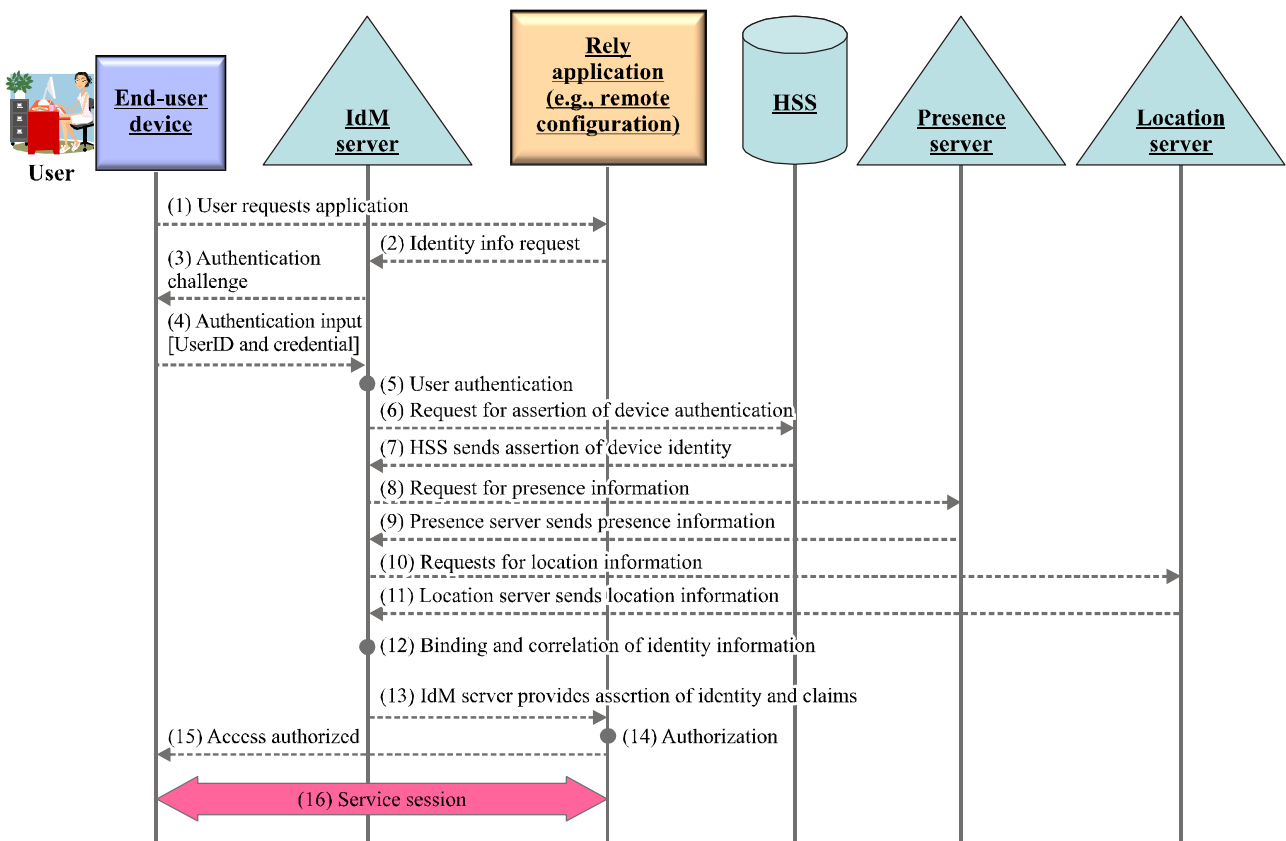 User
End-user
device
IdM
server
Rely
application
(e.g., remote
configuration)
HSS
Presence
server
Location
server
(1) User requests application
(2) Identity info request
(3) Authentication
challenge
(4) Authentication input
[UserID and credential]
(5) User authentication
(6) Request for assertion of device authentication
(7) HSS sends assertion of device identity
(8) Request for presence information
(9) Presence server sends presence information
(10) Requests for location information
(11) Location server sends location information
(12) Binding and correlation of identity information
(13) IdM server provides assertion of identity and claims
(14) Authorization
(15) Access authorized
(16) Service session